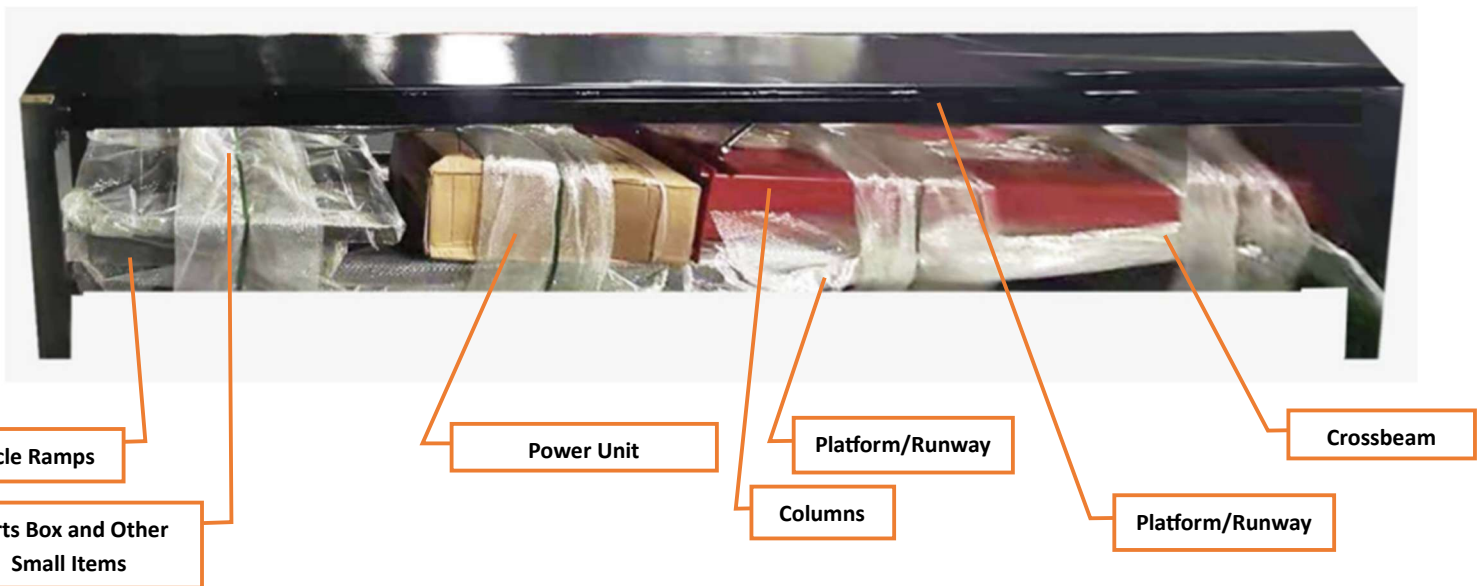 cle Ramps
Power Unit
Platform/Runway
Crossbeam
rts Box and Other
Small Items
Columns
Platform/Runway